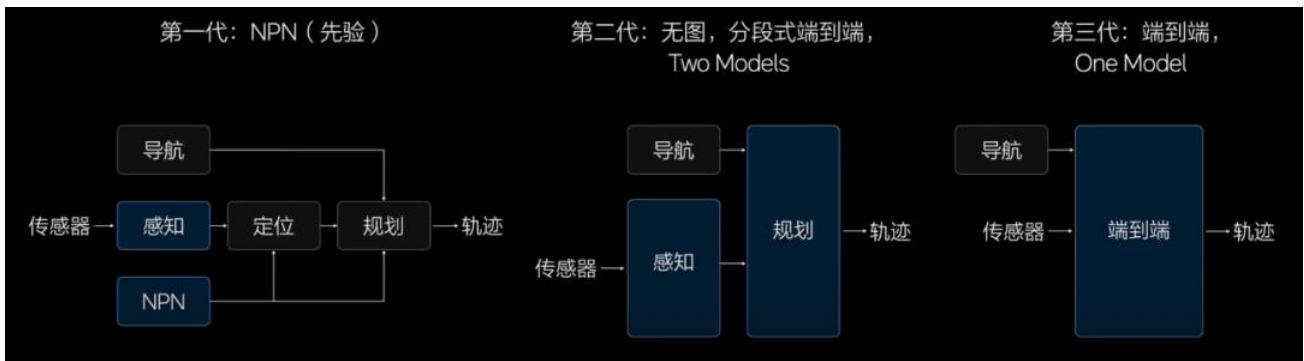 第一代：NPN（先验）
导航
传感器
感知
定位
规划
轨迹
NPN
第二代：无图，分段式端到端，
Two Models
导航
传感器
感知
规划
轨迹
第三代：端到端，
One Model
导航
传感器
端到端
轨迹